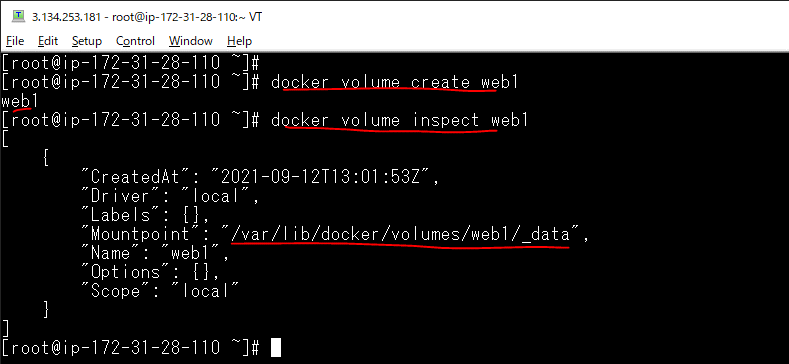 3.134.253.181 - root@ip-172-31-28-110:~ VT
File Edit Setup Control Window Help
[root@ip-172-31-28-110 ~]#
[root@ip-172-31-28-110 ~]# docker volume create web1
web1
[root@ip-172-31-28-110 ~]# docker volume inspect web1
[
    {
        "CreatedAt": "2021-09-12T13:01:53Z",
        "Driver": "local",
        "Labels": {},
        "Mountpoint": "/var/lib/docker/volumes/web1/_data",
        "Name": "web1",
        "Options": {},
        "Scope": "local"
    }
]
[root@ip-172-31-28-110 ~]#